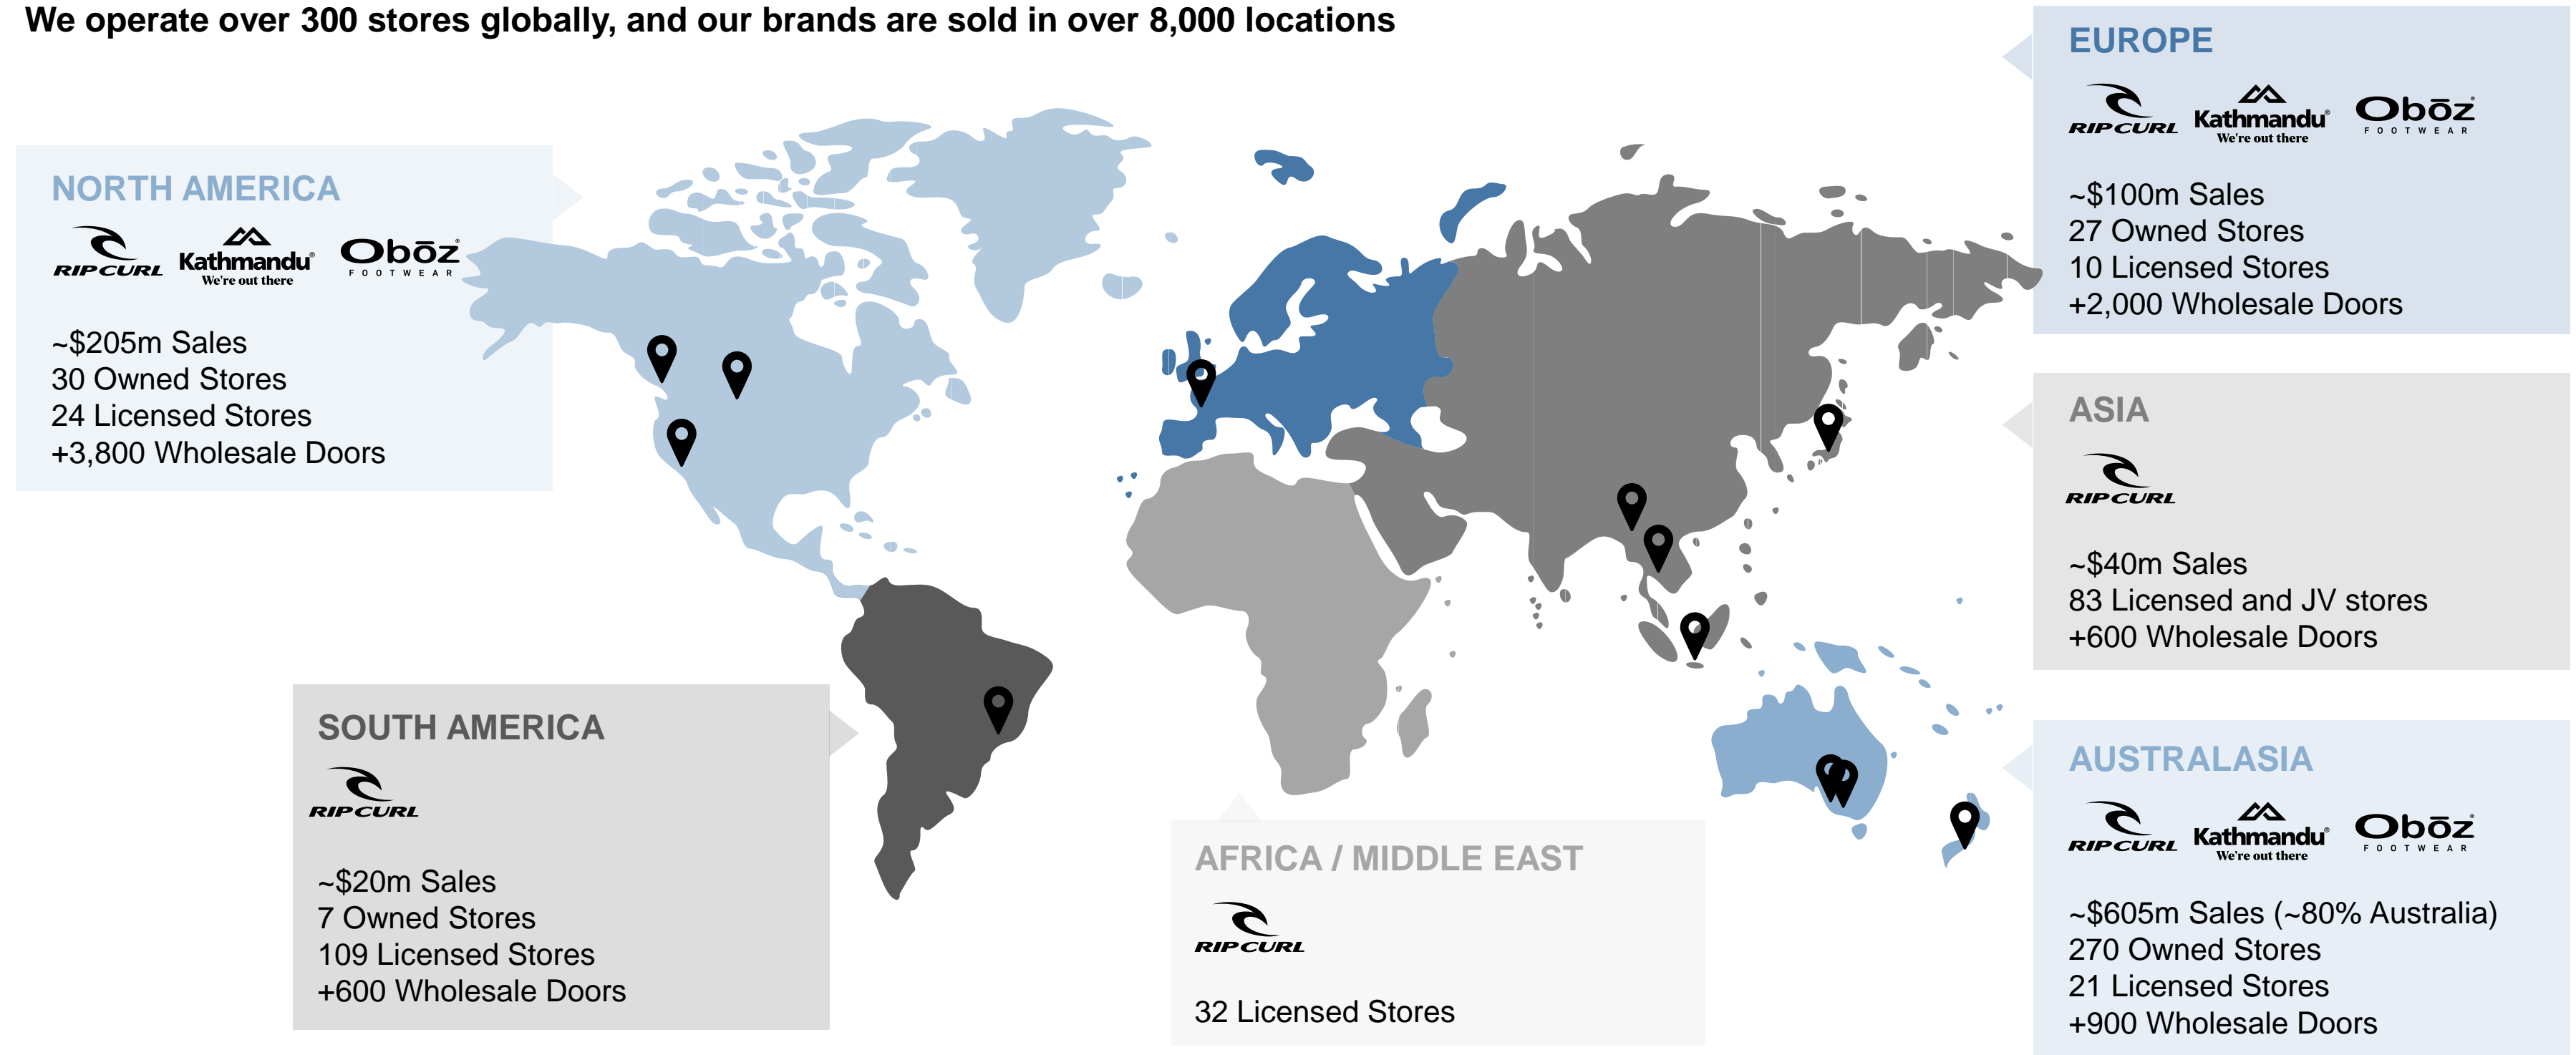 We operate over 300 stores globally, and our brands are sold in over 8,000 locations
NORTH AMERICA
RIP CURL
Kathmandu®
We're out there
Obōz®
FOOTWEAR
~$205m Sales
30 Owned Stores
24 Licensed Stores
+3,800 Wholesale Doors
SOUTH AMERICA
RIP CURL
~$20m Sales
7 Owned Stores
109 Licensed Stores
+600 Wholesale Doors
AFRICA / MIDDLE EAST
RIP CURL
32 Licensed Stores
EUROPE
RIP CURL
Kathmandu®
We're out there
Obōz®
FOOTWEAR
~$100m Sales
27 Owned Stores
10 Licensed Stores
+2,000 Wholesale Doors
ASIA
RIP CURL
~$40m Sales
83 Licensed and JV stores
+600 Wholesale Doors
AUSTRALASIA
RIP CURL
Kathmandu®
We're out there
Obōz®
FOOTWEAR
~$605m Sales (~80% Australia)
270 Owned Stores
21 Licensed Stores
+900 Wholesale Doors